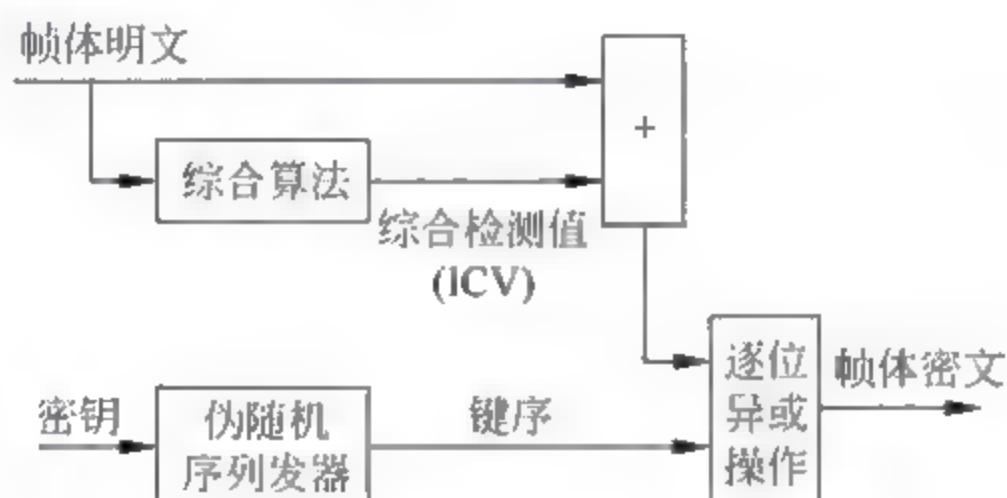 帧体明文
+
综合算法
综合检测值
(ICV)
密钥
伪随机
序列发器
键序
逐位
异或
操作
帧体密文